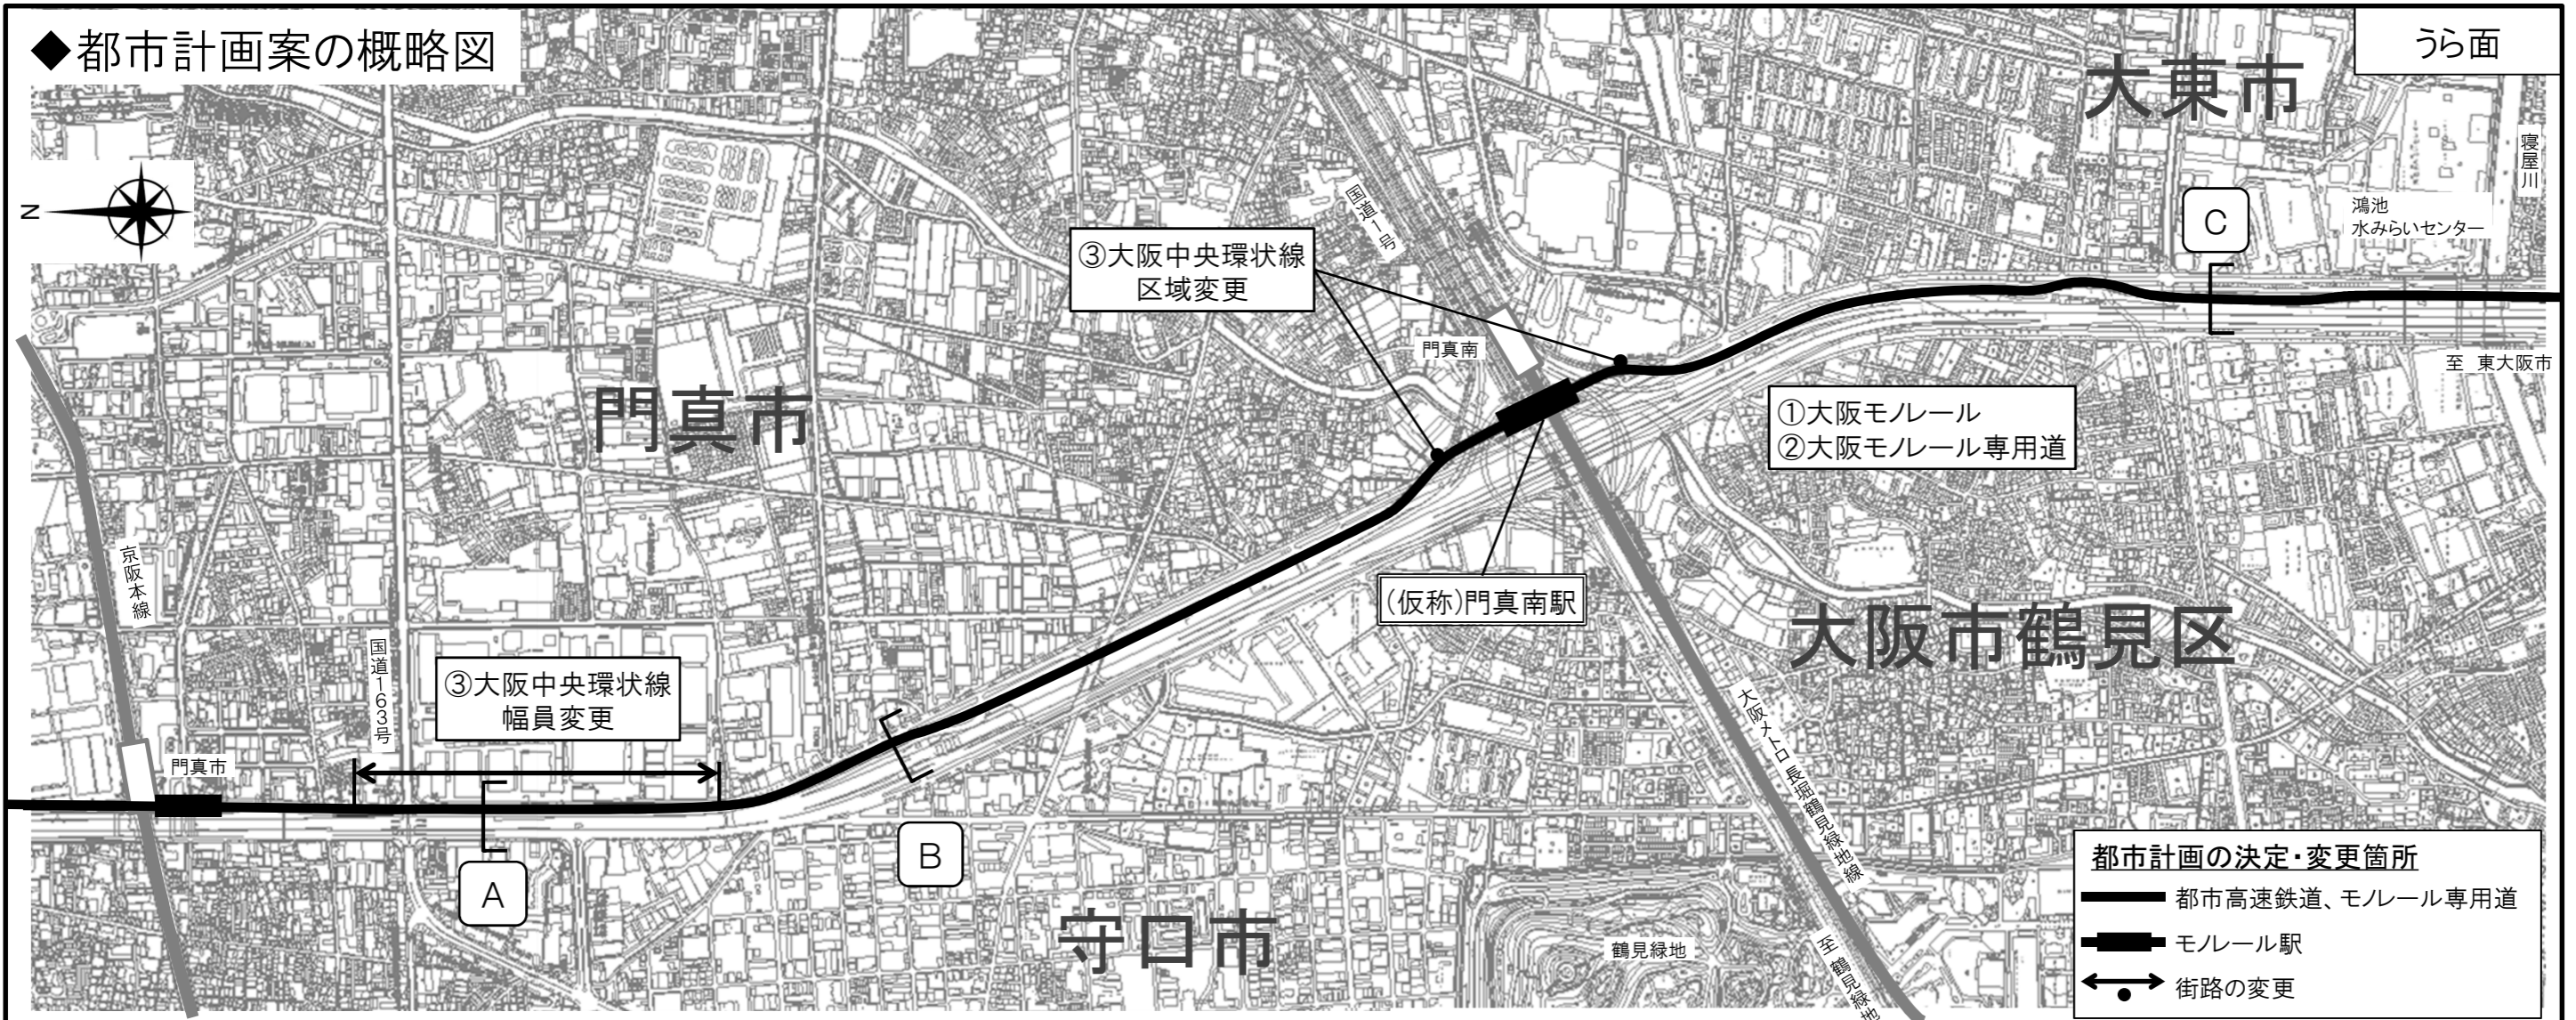 ◆都市計画案の概略図
うら面
大東市
寝屋川
鴻池
水みらいセンター
N
C
国道1号
③大阪中央環状線
区域変更
門真南
至 東大阪市
①大阪モノレール
②大阪モノレール専用道
門真市
京阪本線
(仮称)門真南駅
大阪市鶴見区
国道163号
③大阪中央環状線
幅員変更
門真市
大阪メトロ長堀鶴見緑地線
A
B
守口市
鶴見緑地
至 鶴見緑地
都市計画の決定・変更箇所
都市高速鉄道、モノレール専用道
モノレール駅
街路の変更